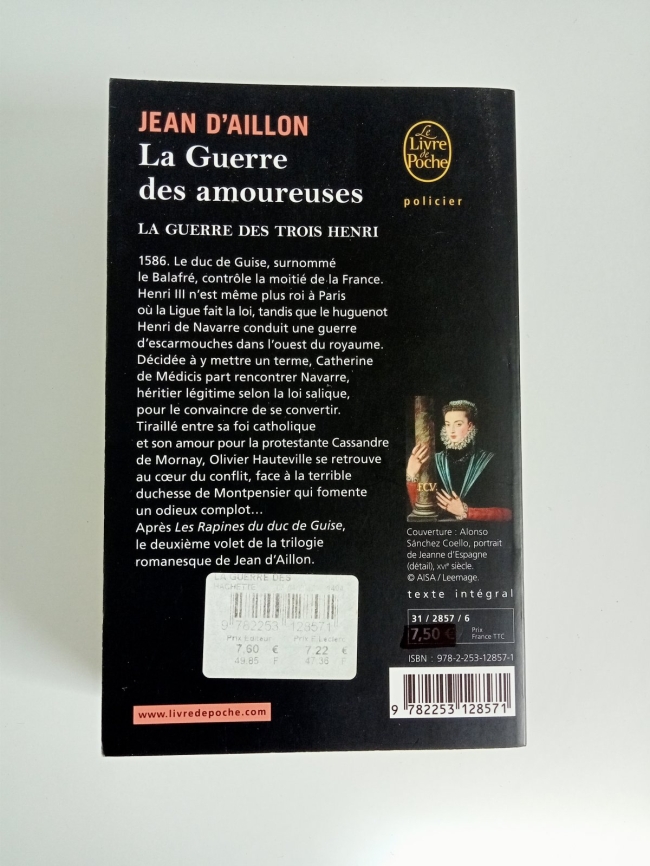 JEAN D'AILLON
La Guerre
des amoureuses
LA GUERRE DES TROIS HENRI
Le
Livre
de
Poche
policier
1586. Le duc de Guise, surnommé
le Balafré, contrôle la moitié de la France.
Henri III n'est même plus roi à Paris
où la Ligue fait la loi, tandis que le huguenot
Henri de Navarre conduit une guerre
d'escarmouches dans l'ouest du royaume.
Décidée à y mettre un terme, Catherine
de Médicis part rencontrer Navarre,
héritier légitime selon la loi salique,
pour le convaincre de se convertir.
Tiraillé entre sa foi catholique
et son amour pour la protestante Cassandre
de Mornay, Olivier Hauteville se retrouve
au cœur du conflit, face à la terrible
duchesse de Montpensier qui fomente
un odieux complot...
Après Les Rapines du duc de Guise,
le deuxième volet de la trilogie
romanesque de Jean d'Aillon.
Couverture : Alonso
Sánchez Coello, portrait
de Jeanne d'Espagne
(détail), XVIe siècle.
© AISA / Leemage.
texte intégral
31 / 2857 / 6
7,50 €
Prix
France TTC
ISBN : 978-2-253-12857-1
9 782253 128571
LA GUERRE DES
HACHETTE
9 782253 128571
Prix Editeur
Prix E.Leclerc
7.60 €
7.22 €
49.85 F
47.36 F
www.livredepoche.com